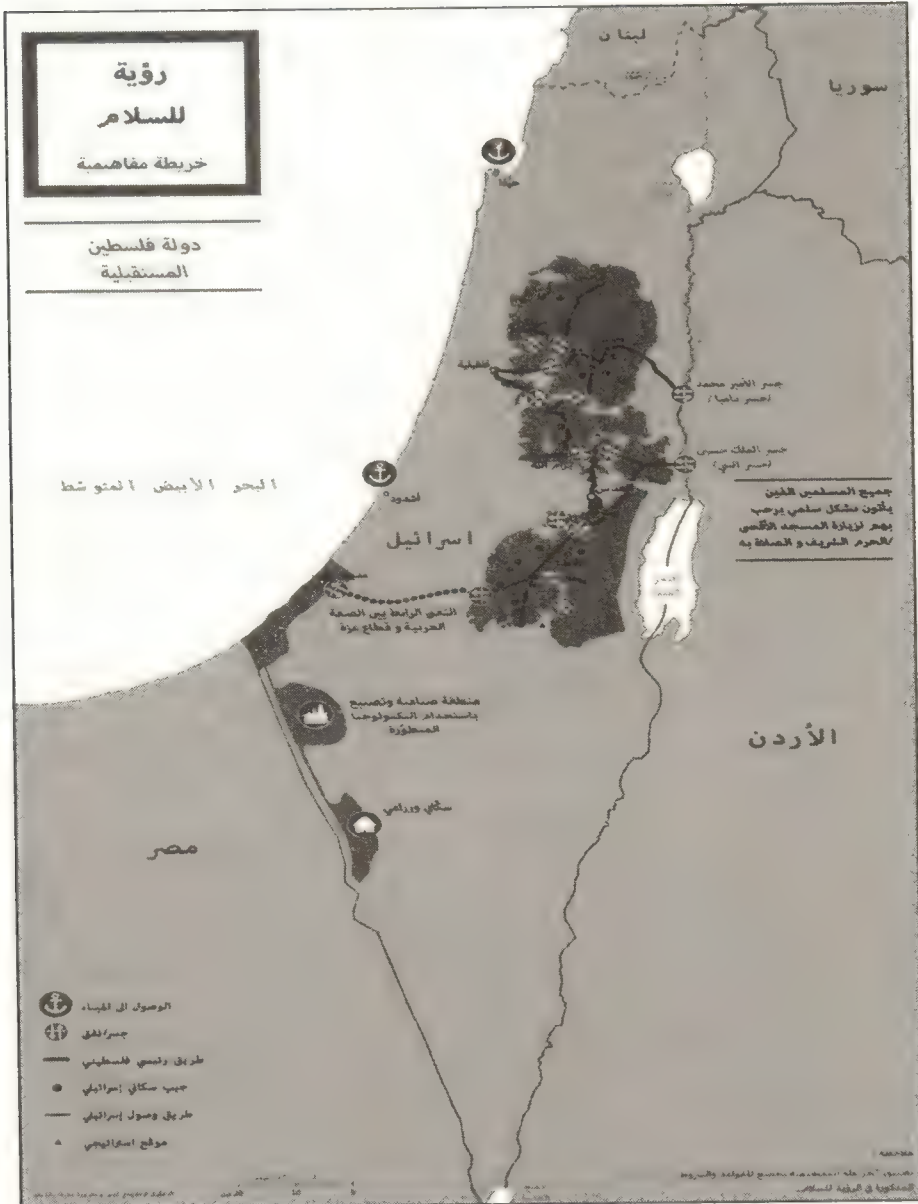 رؤية
للسلام
خريطة مفاهيمية
دولة فلسطين
المستقبلية
لبنان
سوريا
حيفا
قلقيلية
جسر الأمير محمد
(جسر داميا)
جسر الملك حسين
(جسر اللنبي)
البحر الأبيض المتوسط
أشدود
جميع المسلمين الذين
يأتون بشكل سلمي يرحب
بهم لزيارة المسجد الأقصى
/الحرم الشريف و الصلاة به
اسرائيل
النفق الرابط بين الضفة
الغربية و قطاع غزة
منطقة صناعية وتصنيع
باستخدام التكنولوجيا
المتطورة
الأردن
سكني وزراعي
مصر
الوصول الى الميناء
جسر/نفق
طريق رئيسي فلسطيني
جيب سكاني إسرائيلي
طريق وصول إسرائيلي
موقع استراتيجي